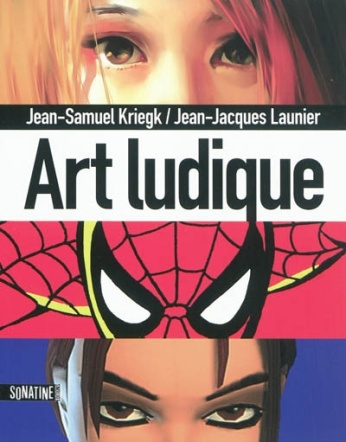 Jean-Samuel Kriegk / Jean-Jacques Launier
Art ludique
SONATINE